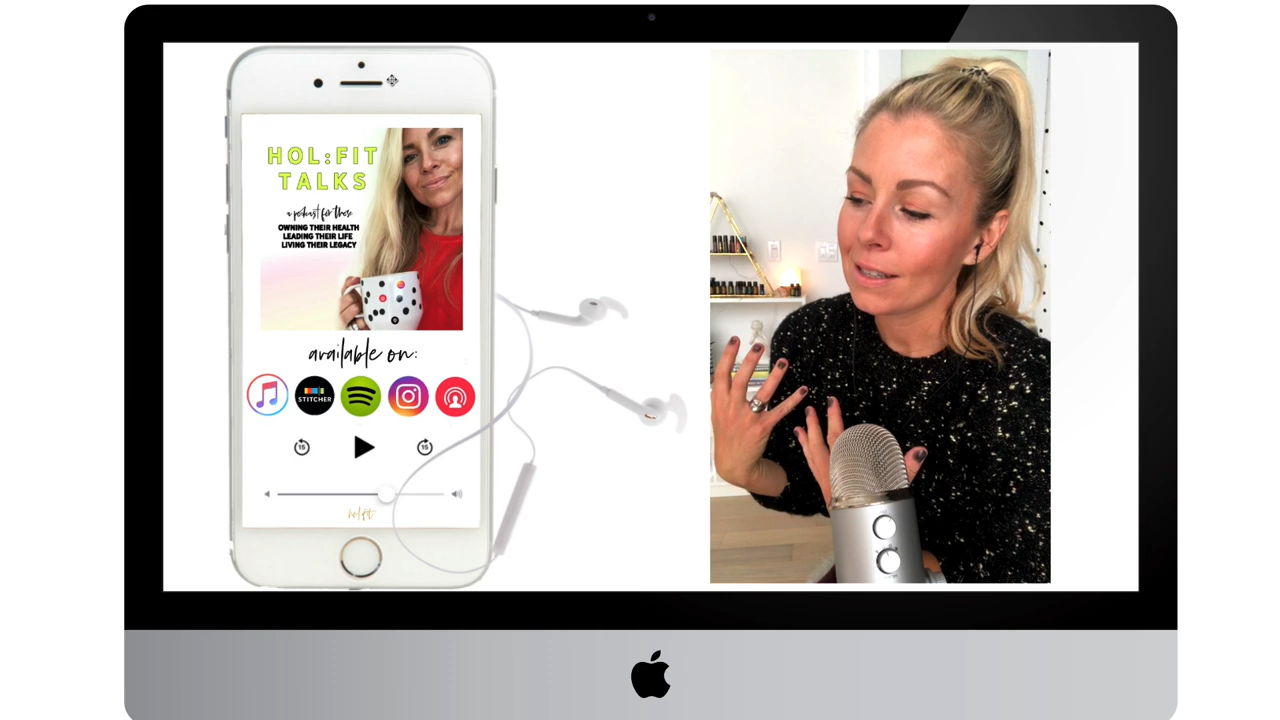 HOL:FIT
TALKS
a podcast for those
OWNING THEIR HEALTH
LEADING THEIR LIFE
LIVING THEIR LEGACY
available on:
STITCHER
15
15
hol:fit